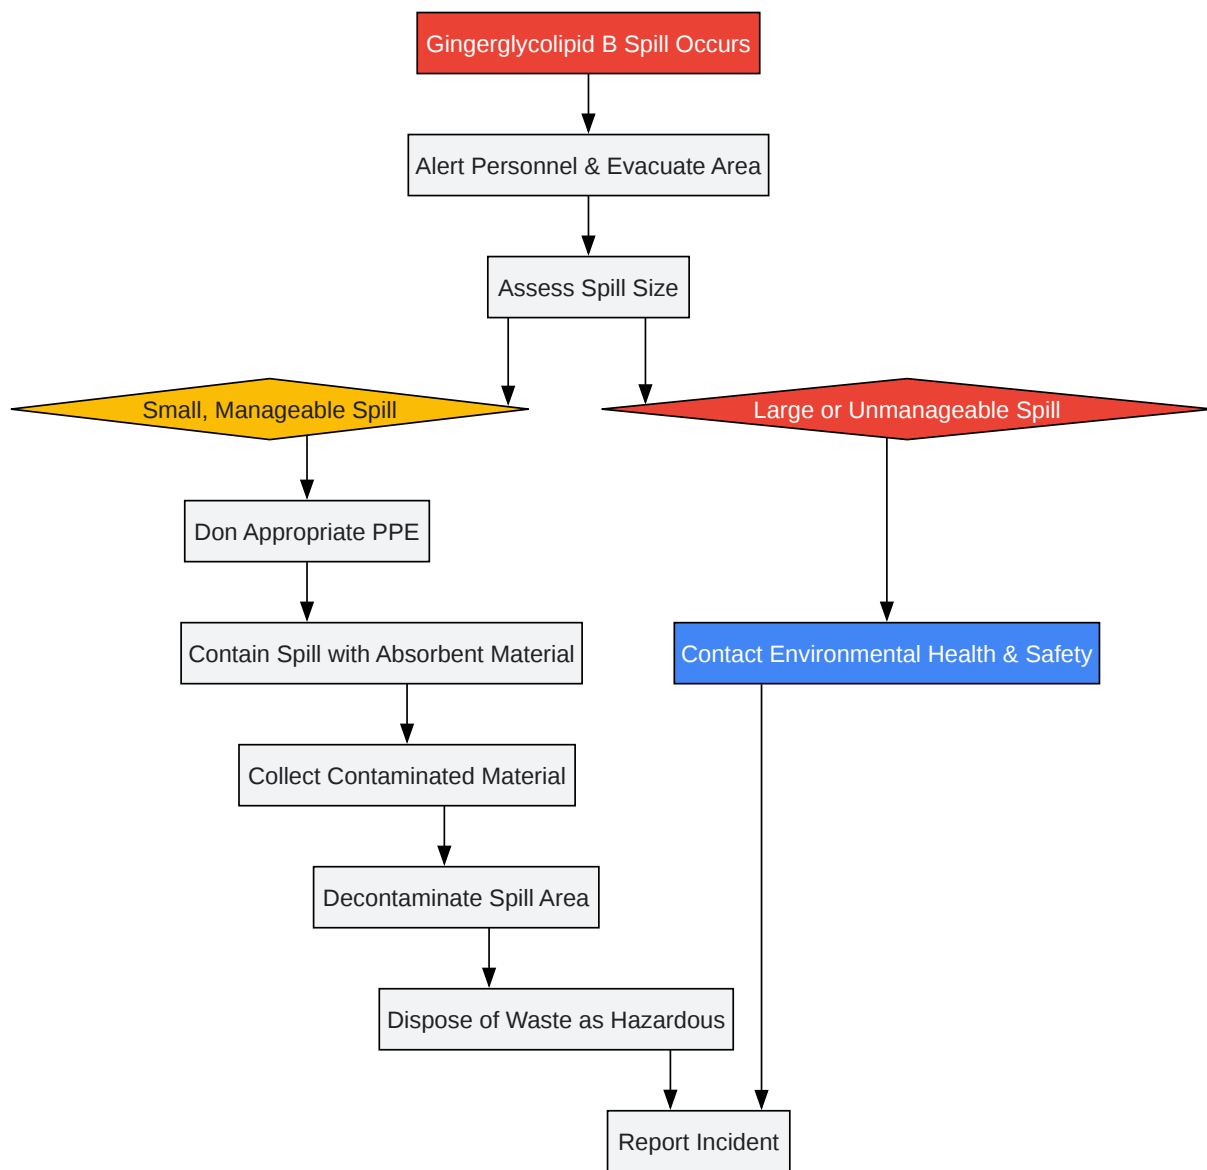 Gingerglycolipid B Spill Occurs
Alert Personnel & Evacuate Area
Assess Spill Size
Small, Manageable Spill
Large or Unmanageable Spill
Don Appropriate PPE
Contain Spill with Absorbent Material
Contact Environmental Health & Safety
Collect Contaminated Material
Decontaminate Spill Area
Dispose of Waste as Hazardous
Report Incident